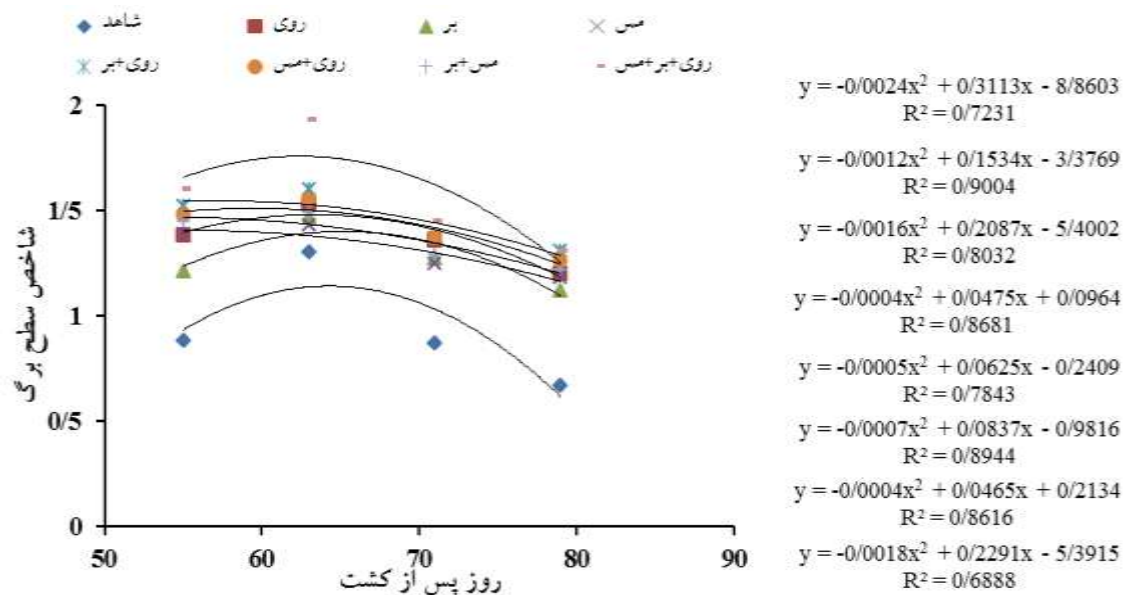 شاهد روی بر مس
روی+بر روی+مس مس+بر روی+بر+مس
2
1/5
1
0/5
0
50 60 70 80 90
شاخص سطح برگ
روز پس از کشت
y = -0/0024x² + 0/3113x - 8/8603
R² = 0/7231
y = -0/0012x² + 0/1534x - 3/3769
R² = 0/9004
y = -0/0016x² + 0/2087x - 5/4002
R² = 0/8032
y = -0/0004x² + 0/0475x + 0/0964
R² = 0/8681
y = -0/0005x² + 0/0625x - 0/2409
R² = 0/7843
y = -0/0007x² + 0/0837x - 0/9816
R² = 0/8944
y = -0/0004x² + 0/0465x + 0/2134
R² = 0/8616
y = -0/0018x² + 0/2291x - 5/3915
R² = 0/6888